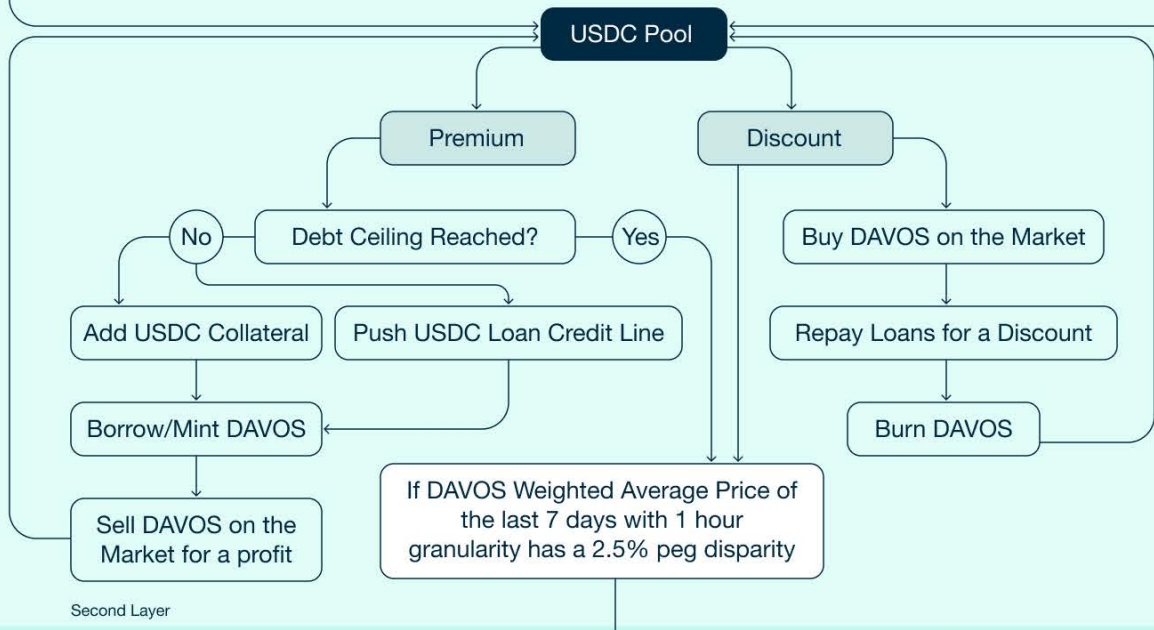 USDC Pool
Premium
Discount
No
Debt Ceiling Reached?
Yes
Buy DAVOS on the Market
Add USDC Collateral
Push USDC Loan Credit Line
Repay Loans for a Discount
Borrow/Mint DAVOS
Burn DAVOS
If DAVOS Weighted Average Price of
the last 7 days with 1 hour
granularity has a 2.5% peg disparity
Sell DAVOS on the
Market for a profit
Second Layer